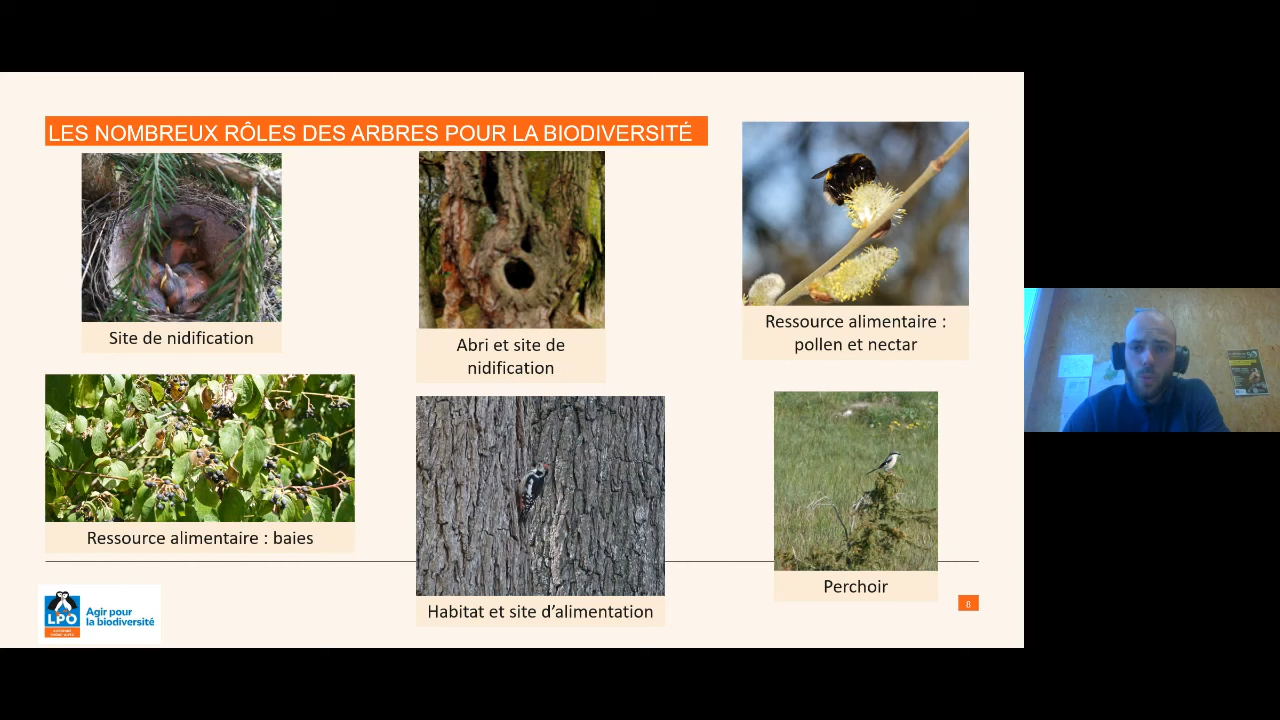 LES NOMBREUX RÔLES DES ARBRES POUR LA BIODIVERSITÉ
Site de nidification
Abri et site de
nidification
Ressource alimentaire :
pollen et nectar
Ressource alimentaire : baies
Habitat et site d’alimentation
Perchoir
8
LPO
Agir pour
la biodiversité